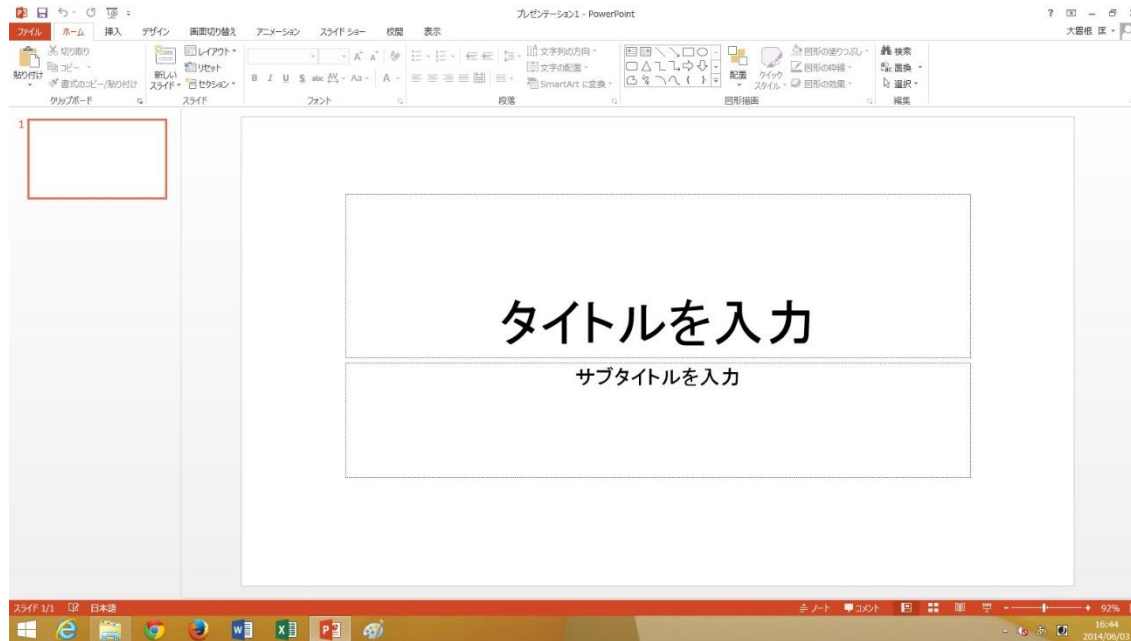 プレゼンテーション1 - PowerPoint
ファイル ホーム 挿入 デザイン 画面切り替え アニメーション スライド ショー 校閲 表示 大曽根 匡
貼り付け
切り取り
コピー
書式のコピー/貼り付け
クリップボード
新しい
スライド
レイアウト
リセット
セクション
スライド
B I U S abc AV Aa A
フォント
文字列の方向
文字の配置
SmartArt に変換
段落
配置
クイック
スタイル
図形の塗りつぶし
図形の枠線
図形の効果
図形描画
検索
置換
選択
編集
1
タイトルを入力
サブタイトルを入力
スライド 1/1 日本語 ノート コメント 92%
あ 16:44
2014/06/03